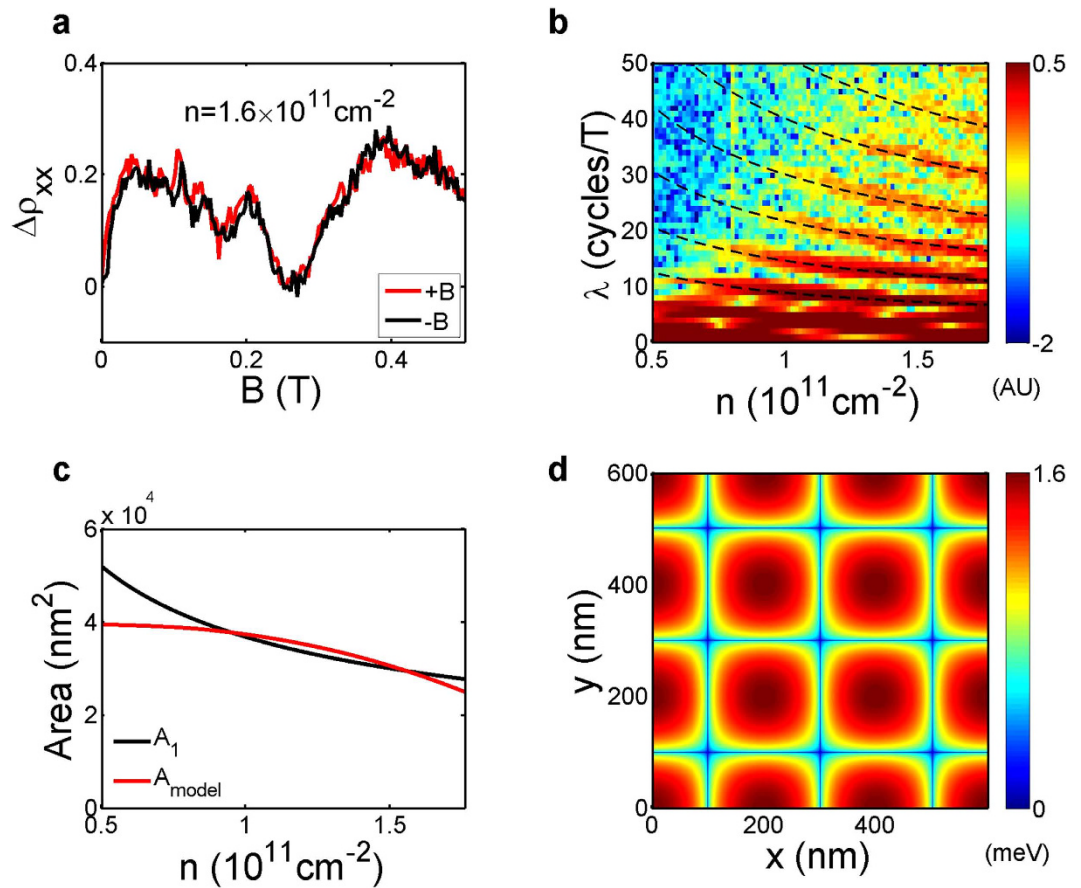 a
0.4
0.2
0
Δρxx
n=1.6×10¹¹cm⁻²
+B
-B
0
0.2
0.4
B (T)
b
50
40
30
20
10
0
λ (cycles/T)
0.5
1
1.5
n (10¹¹cm⁻²)
0.5
-2
(AU)
c
x 10⁴
6
4
2
0
Area (nm²)
A₁
Amodel
0.5
1
1.5
n (10¹¹cm⁻²)
d
600
400
200
0
y (nm)
0
200
400
x (nm)
1.6
0
(meV)